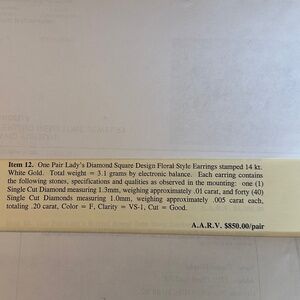 Item 12. One Pair Lady's Diamond Square Design Floral Style Earrings stamped 14 kt.
White Gold. Total weight = 3.1 grams by electronic balance. Each earring contains
the following stones, specifications and qualities as observed in the mounting: one (1)
Single Cut Diamond measuring 1.3mm, weighing approximately .01 carat, and forty (40)
Single Cut Diamonds measuring 1.0mm, weighing approximately .005 carat each,
totaling .20 carat, Color = F, Clarity = VS-1, Cut = Good.
A.A.R.V. $850.00/pair